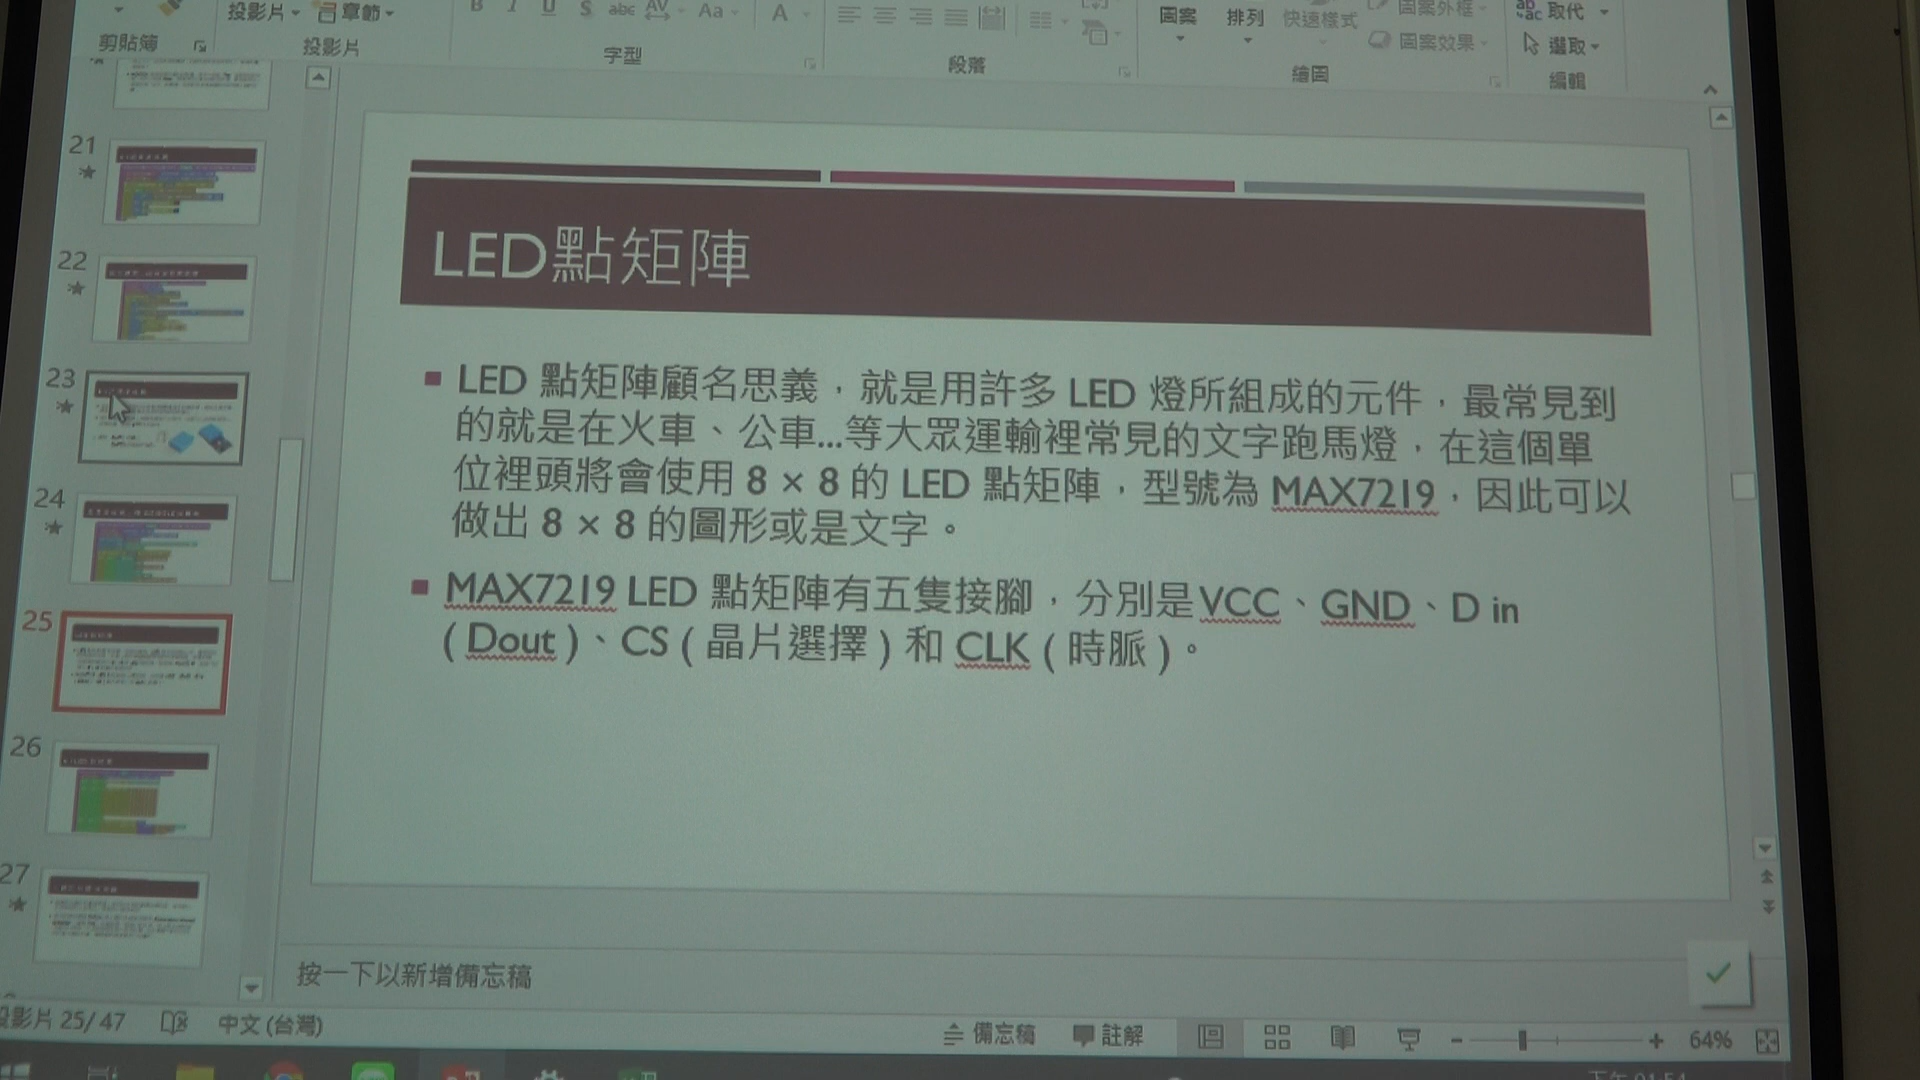 投影片
章節
B I U S abc AV Aa A
圖案
排列
快速樣式
圖案外框
圖案效果
取代
選取
剪貼簿
投影片
字型
段落
繪圖
編輯
21
22
23
24
25
26
27
LED點矩陣
LED 點矩陣顧名思義，就是用許多 LED 燈所組成的元件，最常見到
的就是在火車、公車...等大眾運輸裡常見的文字跑馬燈，在這個單
位裡頭將會使用 8 × 8 的 LED 點矩陣，型號為 MAX7219，因此可以
做出 8 × 8 的圖形或是文字。
MAX7219 LED 點矩陣有五隻接腳，分別是VCC、GND、D in
( Dout )、CS ( 晶片選擇 ) 和 CLK ( 時脈 )。
按一下以新增備忘稿
投影片 25/ 47
中文 (台灣)
備忘稿
註解
64%